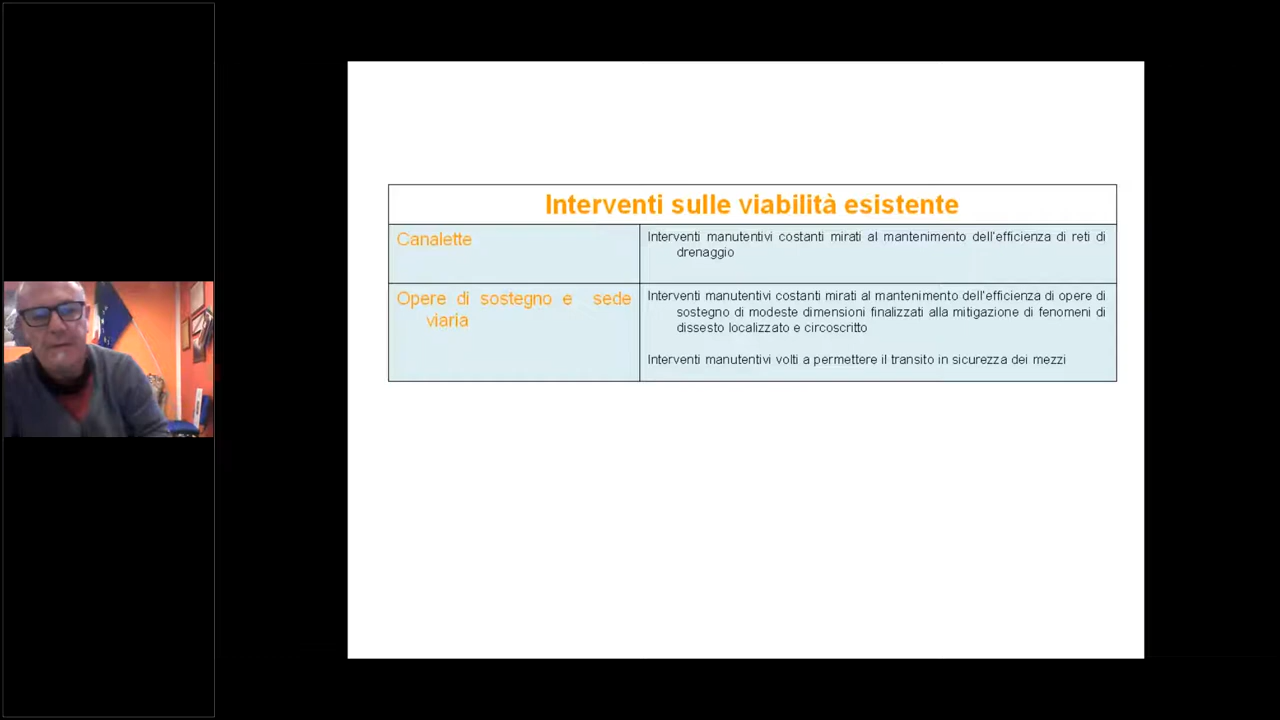 Interventi sulle viabilità esistente
Canalette
Interventi manutentivi costanti mirati al mantenimento dell'efficienza di reti di
drenaggio
Opere di sostegno e sede
viaria
Interventi manutentivi costanti mirati al mantenimento dell'efficienza di opere di
sostegno di modeste dimensioni finalizzati alla mitigazione di fenomeni di
dissesto localizzato e circoscritto
Interventi manutentivi volti a permettere il transito in sicurezza dei mezzi